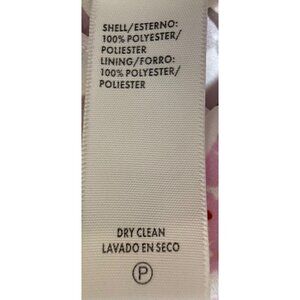 SHELL/ESTERNO:
100% POLYESTER/
POLIESTER
LINING/FORRO:
100% POLYESTER/
POLIESTER
DRY CLEAN
LAVADO EN SECO
P